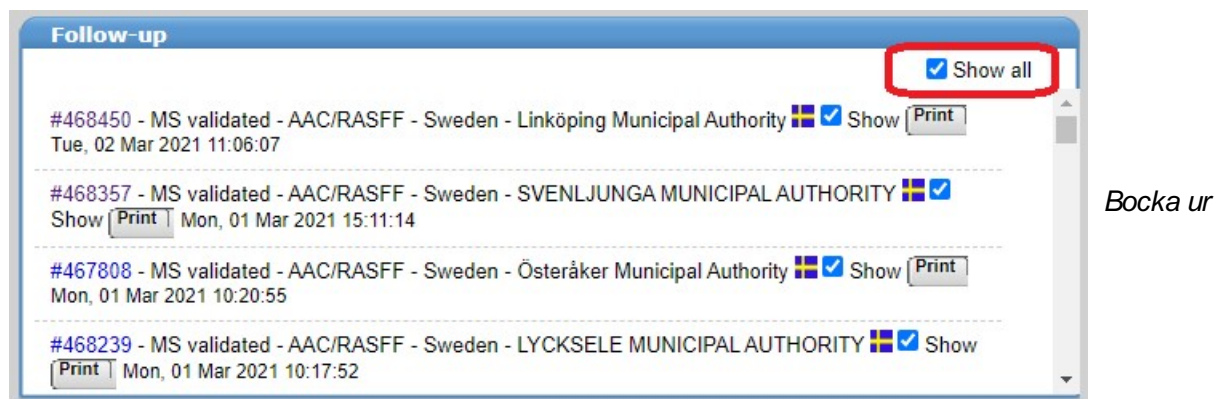 Follow-up
Show all
#468450 - MS validated - AAC/RASFF - Sweden - Linköping Municipal Authority Show Print
Tue, 02 Mar 2021 11:06:07
#468357 - MS validated - AAC/RASFF - Sweden - SVENLJUNGA MUNICIPAL AUTHORITY
Show Print Mon, 01 Mar 2021 15:11:14
Bocka ur
#467808 - MS validated - AAC/RASFF - Sweden - Österåker Municipal Authority Show Print
Mon, 01 Mar 2021 10:20:55
#468239 - MS validated - AAC/RASFF - Sweden - LYCKSELE MUNICIPAL AUTHORITY Show
Print Mon, 01 Mar 2021 10:17:52